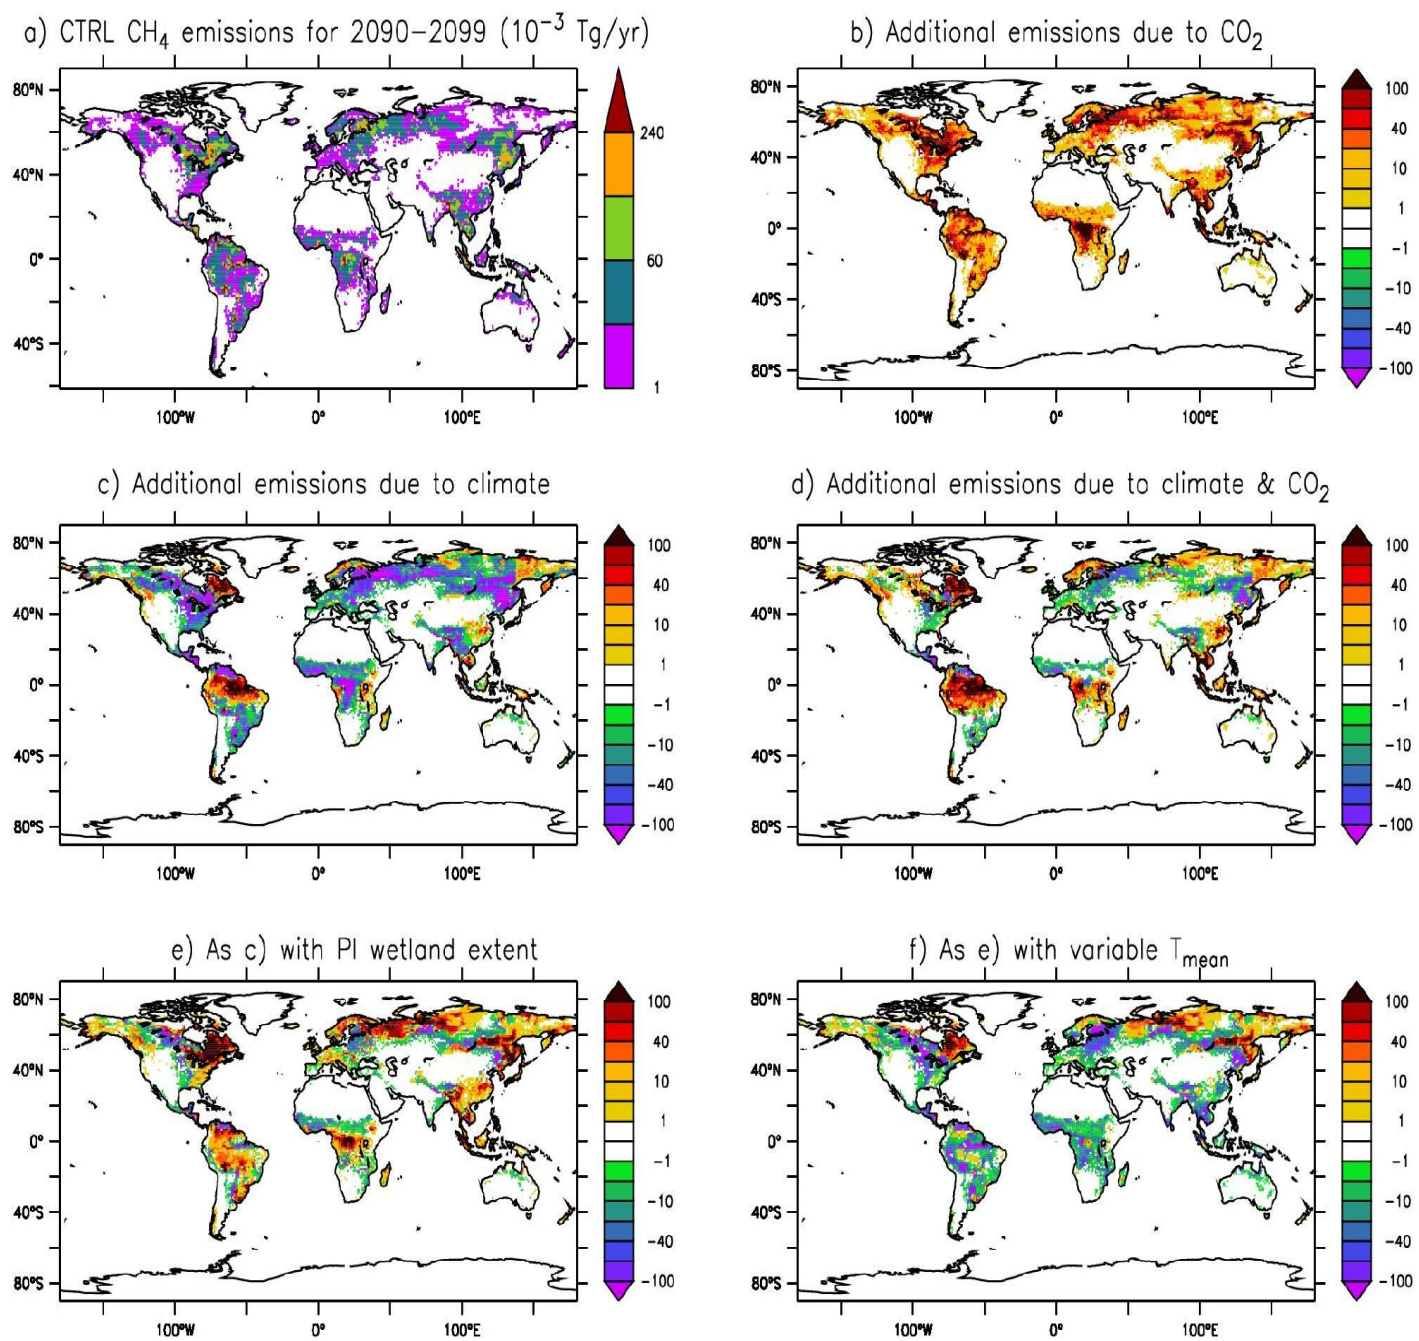 a) CTRL CH4 emissions for 2090-2099 (10^-3 Tg/yr)
80°N
40°N
0°
40°S
100°W 0° 100°E
240
60
1
b) Additional emissions due to CO2
80°N
40°N
0°
40°S
80°S
100°W 0° 100°E
100
40
10
1
-1
-10
-40
-100
c) Additional emissions due to climate
80°N
40°N
0°
40°S
80°S
100°W 0° 100°E
100
40
10
1
-1
-10
-40
-100
d) Additional emissions due to climate & CO2
80°N
40°N
0°
40°S
80°S
100°W 0° 100°E
100
40
10
1
-1
-10
-40
-100
e) As c) with PI wetland extent
80°N
40°N
0°
40°S
80°S
100°W 0° 100°E
100
40
10
1
-1
-10
-40
-100
f) As e) with variable Tmean
80°N
40°N
0°
40°S
80°S
100°W 0° 100°E
100
40
10
1
-1
-10
-40
-100